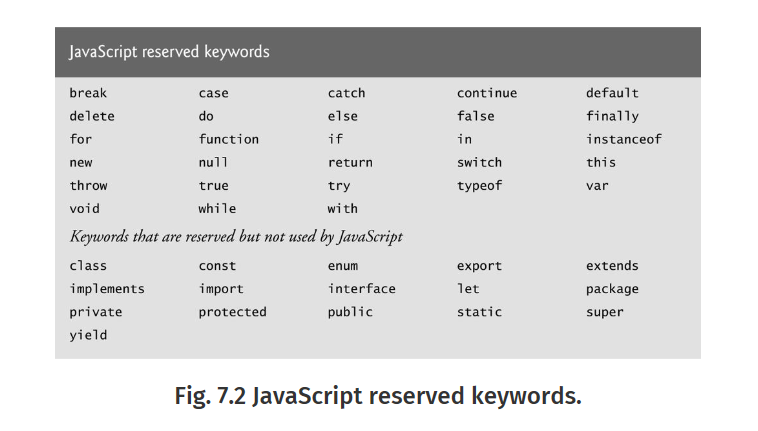 JavaScript reserved keywords
break case catch continue default
delete do else false finally
for function if in instanceof
new null return switch this
throw true try typeof var
void while with
Keywords that are reserved but not used by JavaScript
class const enum export extends
implements import interface let package
private protected public static super
yield
Fig. 7.2 JavaScript reserved keywords.